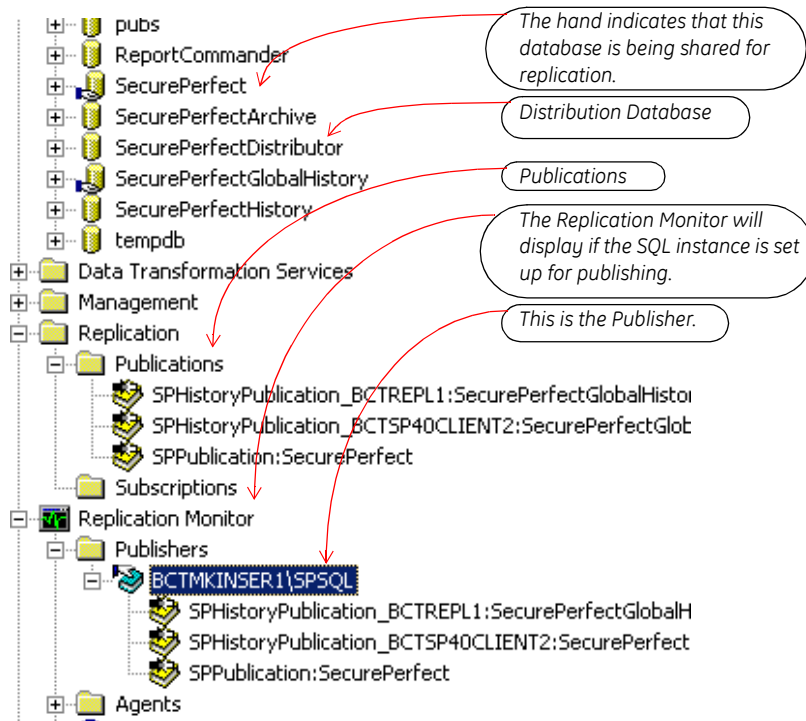 pubs
ReportCommander
SecurePerfect
SecurePerfectArchive
SecurePerfectDistributor
SecurePerfectGlobalHistory
SecurePerfectHistory
tempdb
Data Transformation Services
Management
Replication
Publications
SPHistoryPublication_BCTREPL1:SecurePerfectGlobalHistor
SPHistoryPublication_BCTSP40CLIENT2:SecurePerfectGlob
SPPublication:SecurePerfect
Subscriptions
Replication Monitor
Publishers
BCTMKINSER1\SPSQL
SPHistoryPublication_BCTREPL1:SecurePerfectGlobalH
SPHistoryPublication_BCTSP40CLIENT2:SecurePerfect
SPPublication:SecurePerfect
Agents
The hand indicates that this
database is being shared for
replication.
Distribution Database
Publications
The Replication Monitor will
display if the SQL instance is set
up for publishing.
This is the Publisher.